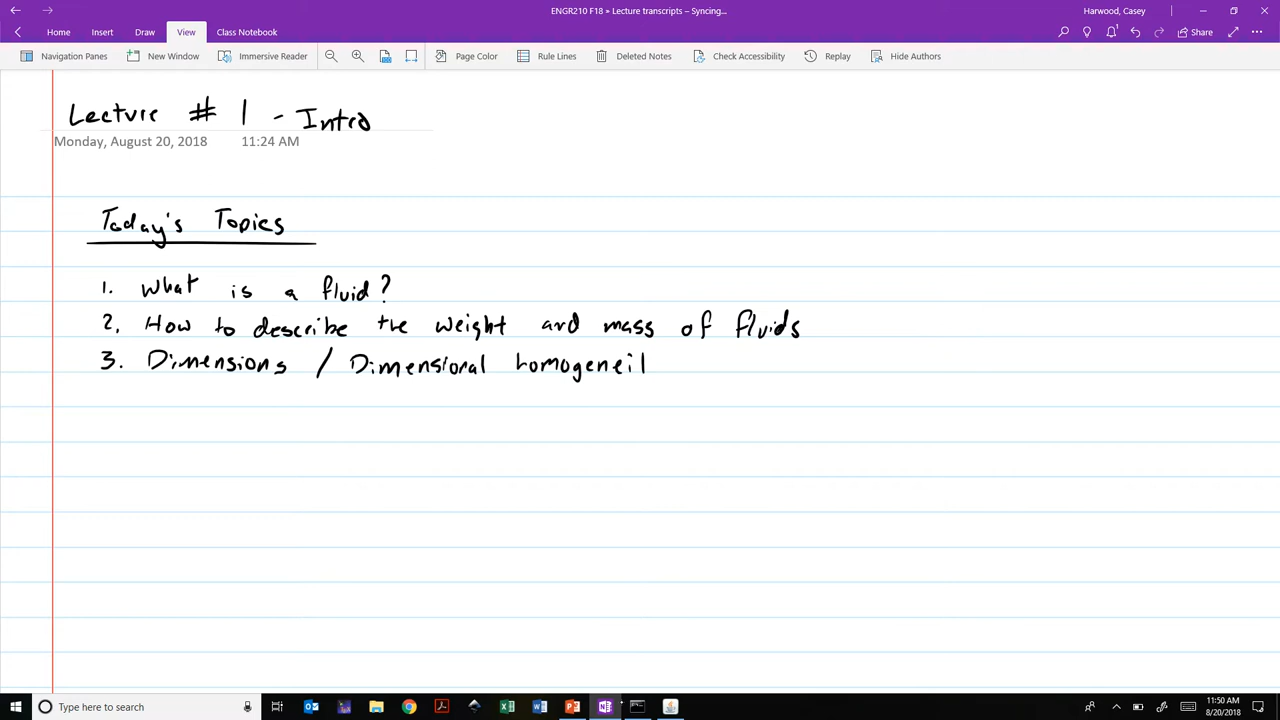 ENGR210 F18 » Lecture transcripts – Syncing...
Harwood, Casey
Home Insert Draw View Class Notebook
Share
Navigation Panes New Window Immersive Reader Page Color Rule Lines Deleted Notes Check Accessibility Replay Hide Authors
Lecture # 1 - Intro
Monday, August 20, 2018 11:24 AM
Today's Topics
1. What is a fluid?
2. How to describe the weight and mass of fluids
3. Dimensions / Dimensional homogeneil
Type here to search
11:50 AM
8/20/2018